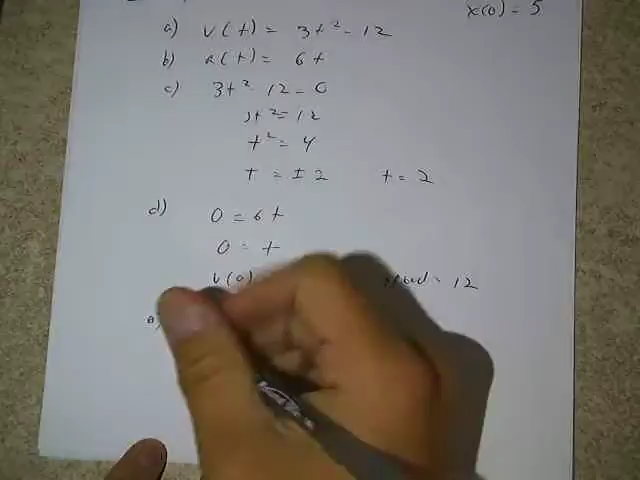 x(0) = 5
a) v(t) = 3t² - 12
b) a(t) = 6t
c) 3t² - 12 = 0
3t² = 12
t² = 4
t = ± 2 t = 2
d) 0 = 6t
0 = t
v(0) speed = 12
e)